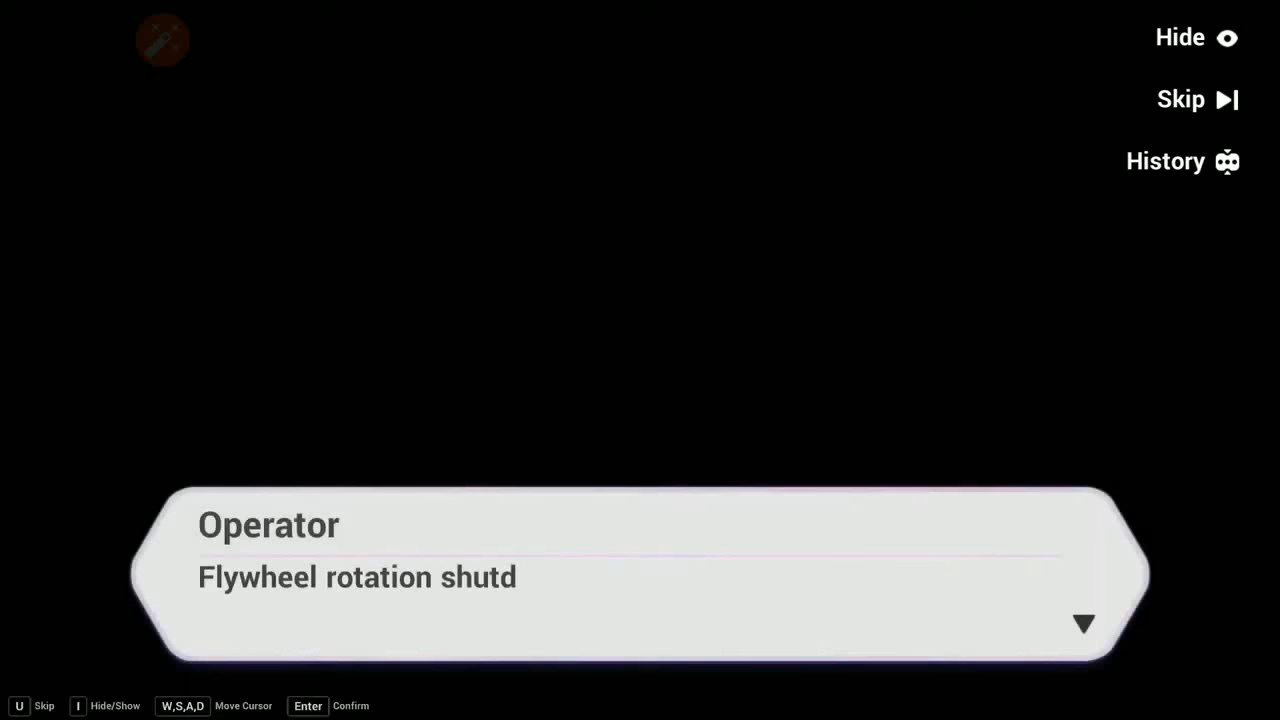 Hide
Skip
History
Operator
Flywheel rotation shutd
U Skip I Hide/Show W,S,A,D Move Cursor Enter Confirm